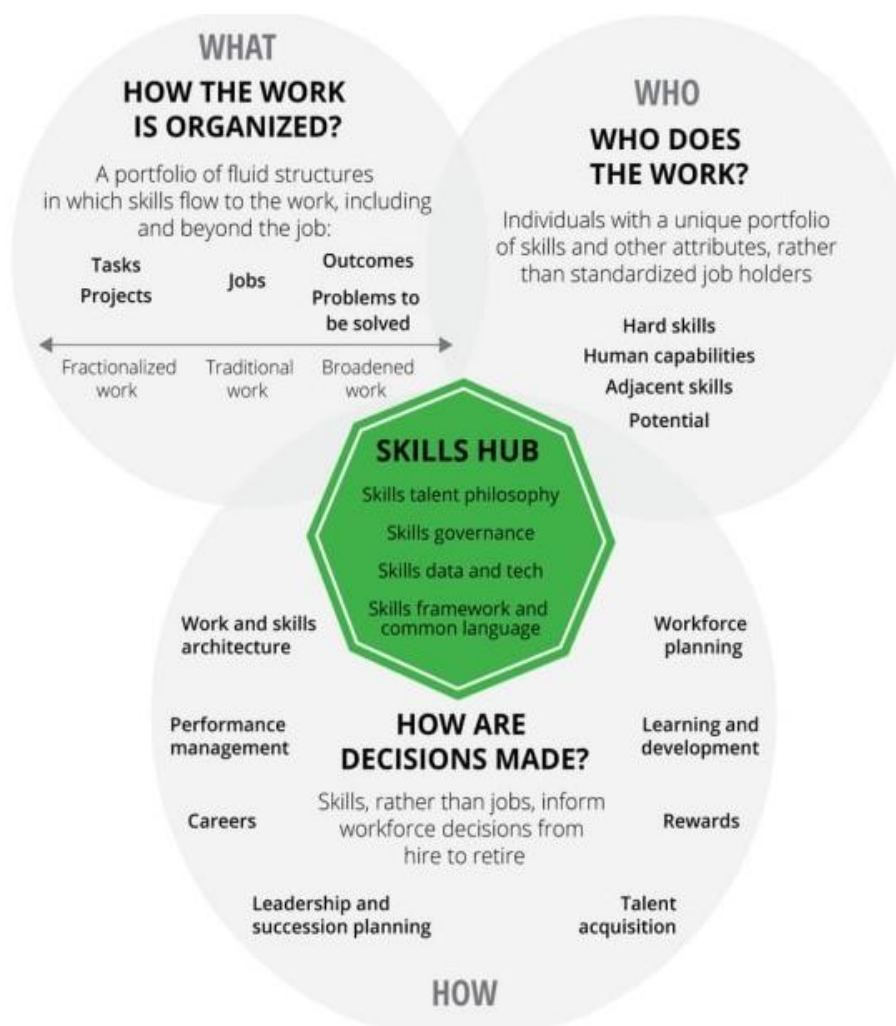 WHAT
HOW THE WORK
IS ORGANIZED?
A portfolio of fluid structures
in which skills flow to the work, including
and beyond the job:
Tasks
Projects
Jobs
Outcomes
Problems to
be solved
Fractionalized
work
Traditional
work
Broadened
work
WHO
WHO DOES
THE WORK?
Individuals with a unique portfolio
of skills and other attributes, rather
than standardized job holders
Hard skills
Human capabilities
Adjacent skills
Potential
SKILLS HUB
Skills talent philosophy
Skills governance
Skills data and tech
Skills framework and
common language
Work and skills
architecture
Performance
management
Careers
Leadership and
succession planning
HOW ARE
DECISIONS MADE?
Skills, rather than jobs, inform
workforce decisions from
hire to retire
Workforce
planning
Learning and
development
Rewards
Talent
acquisition
HOW